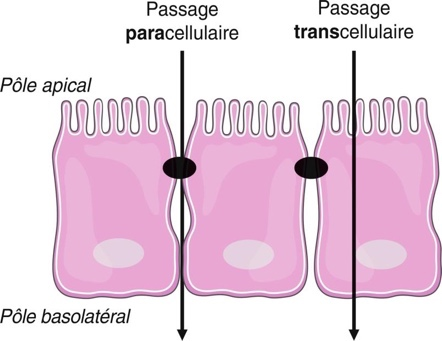 Passage
paracellulaire
Passage
transcellulaire
Pôle apical
Pôle basolatéral